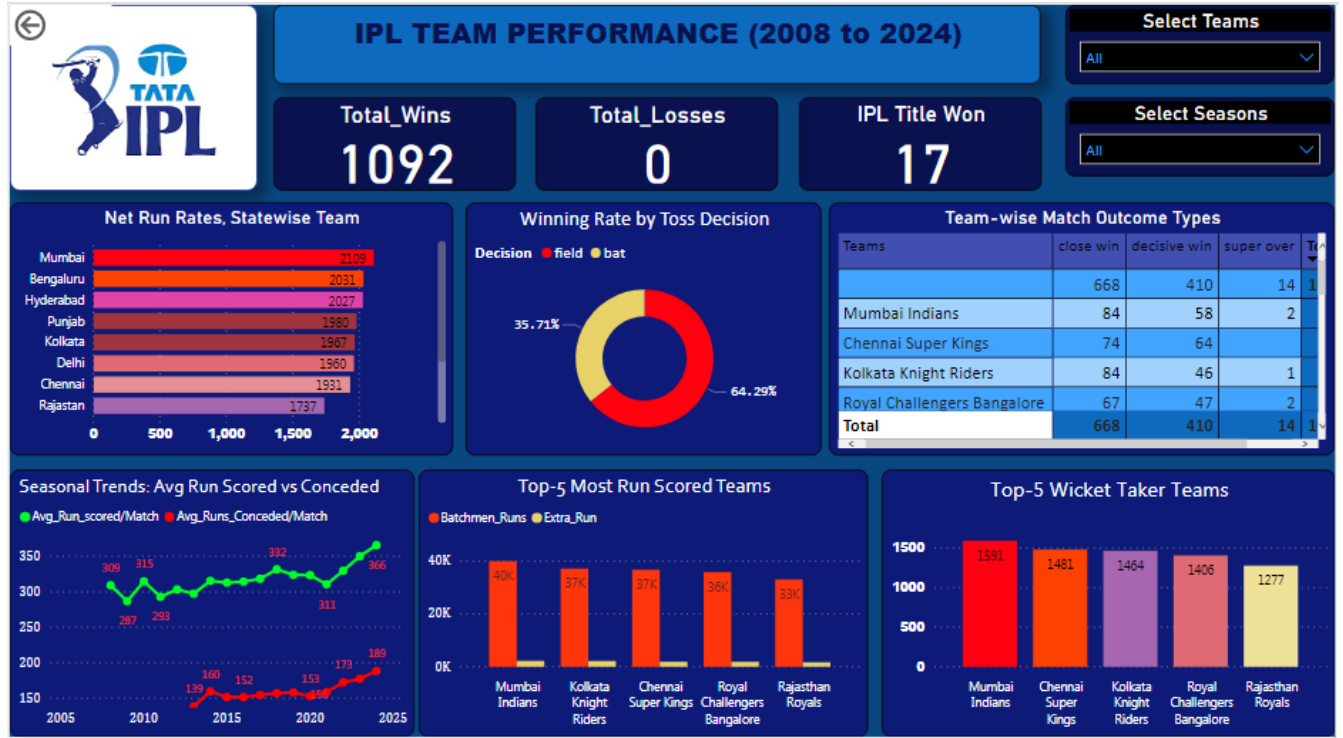 TATA
IPL
IPL TEAM PERFORMANCE (2008 to 2024)
Select Teams
All
Select Seasons
All
Total_Wins
1092
Total_Losses
0
IPL Title Won
17
Net Run Rates, Statewise Team
Mumbai 2109
Bengaluru 2031
Hyderabad 2027
Punjab 1980
Kolkata 1967
Delhi 1960
Chennai 1931
Rajastan 1737
0 500 1,000 1,500 2,000
Winning Rate by Toss Decision
Decision field bat
35.71%
64.29%
Team-wise Match Outcome Types
Teams close win decisive win super over
668 410 14 1
Mumbai Indians 84 58 2
Chennai Super Kings 74 64
Kolkata Knight Riders 84 46 1
Royal Challengers Bangalore 67 47 2
Total 668 410 14 1
Seasonal Trends: Avg Run Scored vs Conceded
Avg_Run_scored/Match Avg_Runs_Conceded/Match
350
300
250
200
150
309
287
315
293
332
311
366
139
160
152
153
173
189
2005 2010 2015 2020 2025
Top-5 Most Run Scored Teams
Batchmen_Runs Extra_Run
40K
20K
0K
40K 37K 37K 36K 33K
Mumbai Indians
Kolkata Knight Riders
Chennai Super Kings
Royal Challengers Bangalore
Rajasthan Royals
Top-5 Wicket Taker Teams
1500
1000
500
0
1591 1481 1464 1406 1277
Mumbai Indians
Chennai Super Kings
Kolkata Knight Riders
Royal Challengers Bangalore
Rajasthan Royals